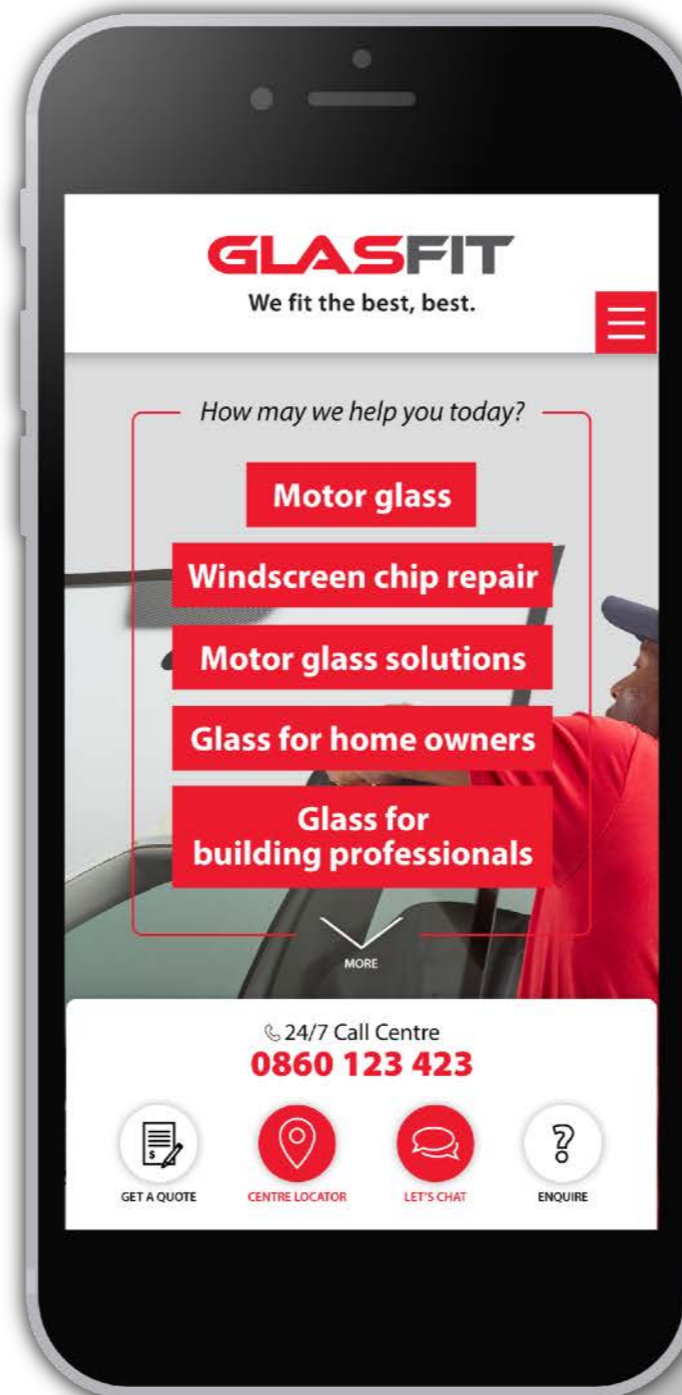 GLASFIT
We fit the best, best.
How may we help you today?
Motor glass
Windscreen chip repair
Motor glass solutions
Glass for home owners
Glass for
building professionals
MORE
24/7 Call Centre
0860 123 423
$
GET A QUOTE
CENTRE LOCATOR
LET'S CHAT
?
ENQUIRE